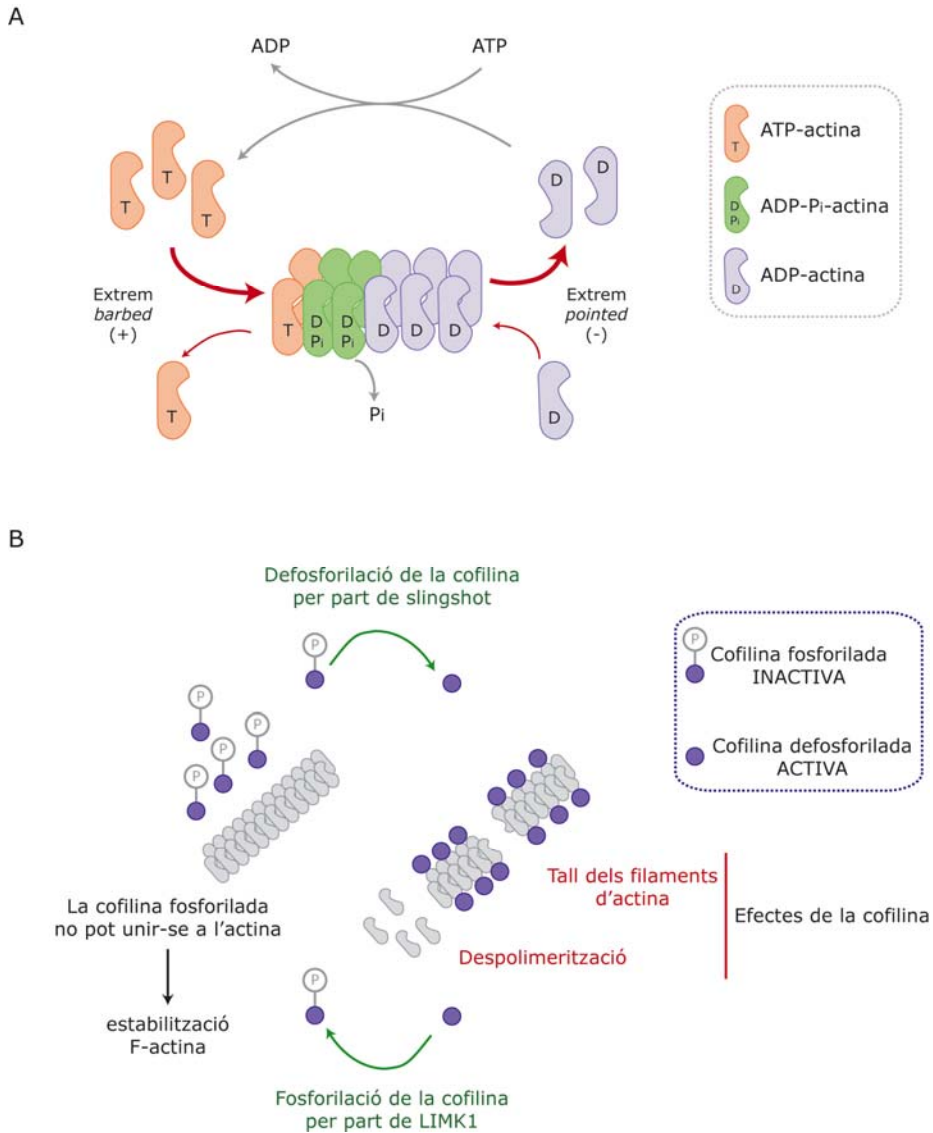 A
ADP
ATP
T
T
T
D
D
ATP-actina
T
ADP-Pi-actina
D
Pi
ADP-actina
D
Extrem
barbed
(+)
Extrem
pointed
(-)
T
D
Pi
D
Pi
D
D
D
T
Pi
D
B
Defosforilació de la cofilina
per part de slingshot
P
P
P
P
P
P
Cofilina fosforilada
INACTIVA
Cofilina defosforilada
ACTIVA
La cofilina fosforilada
no pot unir-se a l'actina
estabilització
F-actina
Tall dels filaments
d'actina
Despolimerització
Efectes de la cofilina
P
Fosforilació de la cofilina
per part de LIMK1